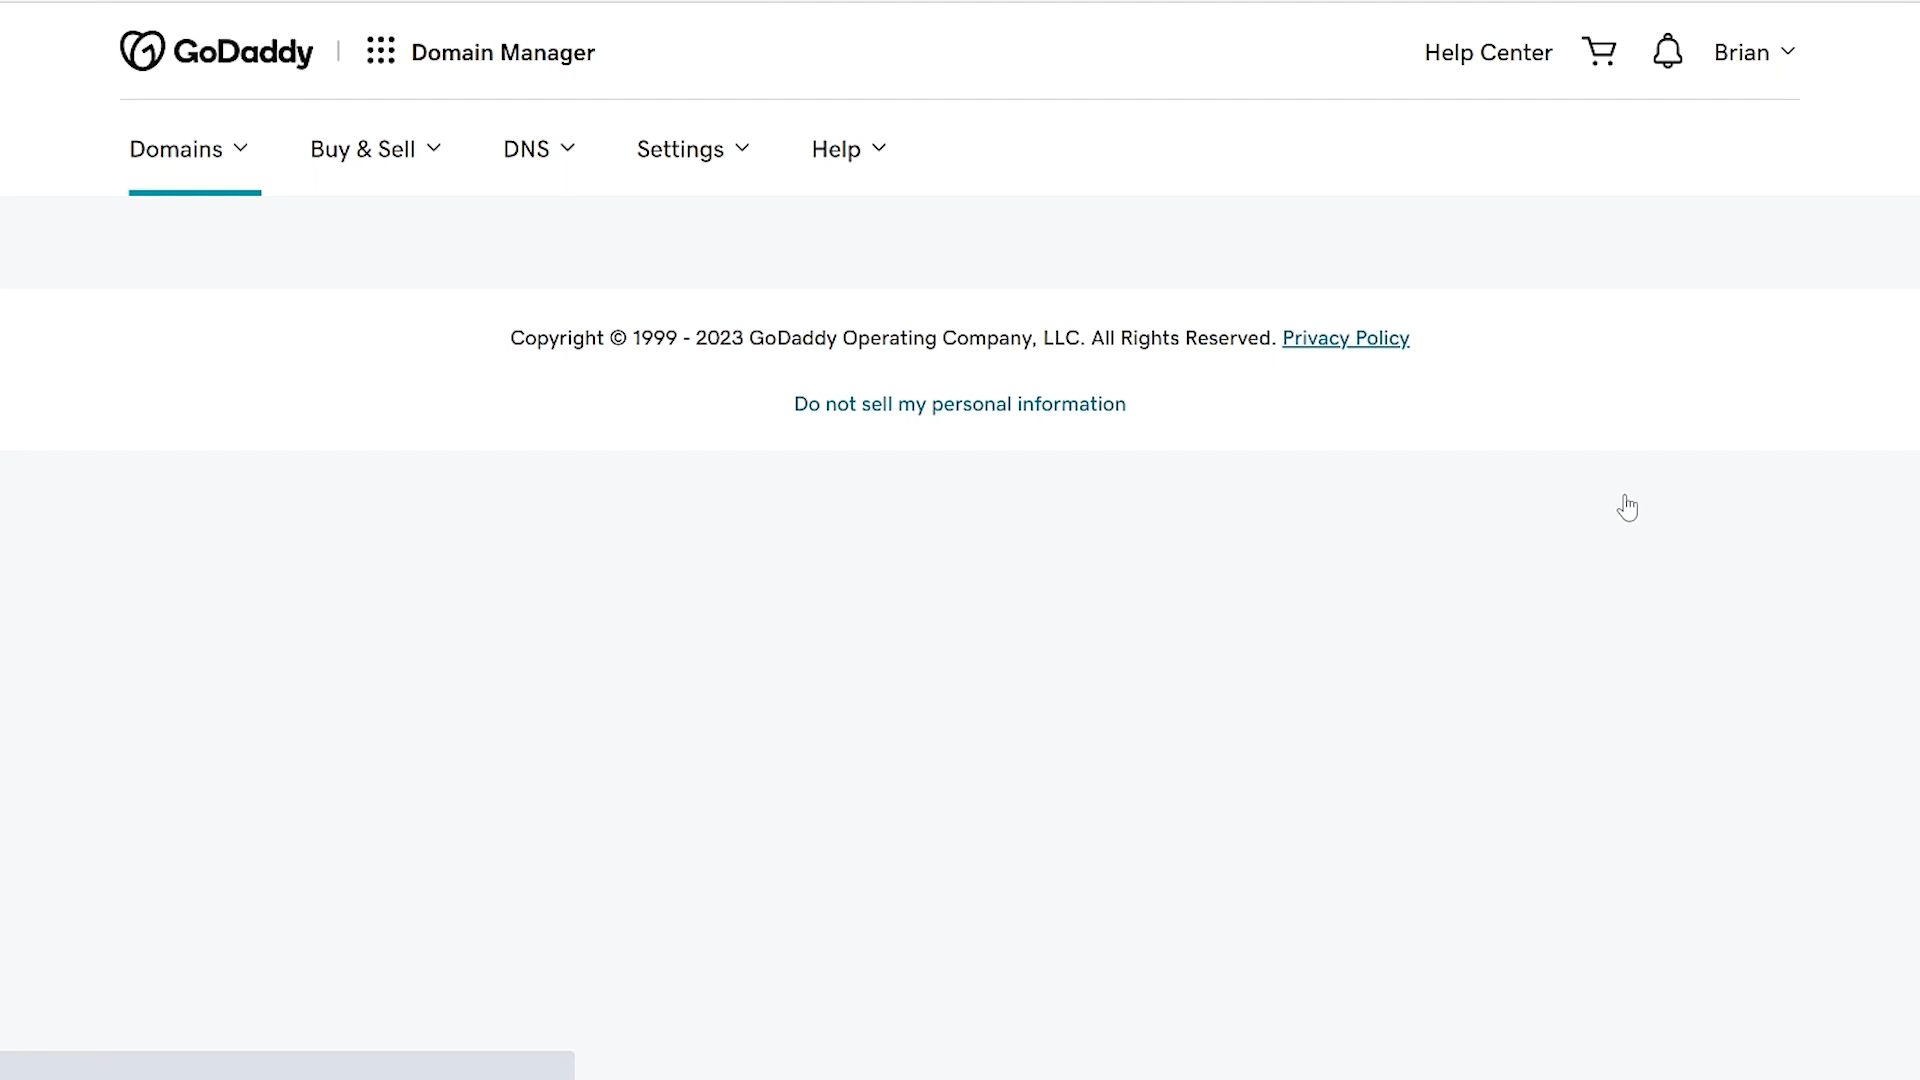 GoDaddy
Domain Manager
Help Center
Brian
Domains
Buy & Sell
DNS
Settings
Help
Copyright © 1999 - 2023 GoDaddy Operating Company, LLC. All Rights Reserved. Privacy Policy
Do not sell my personal information